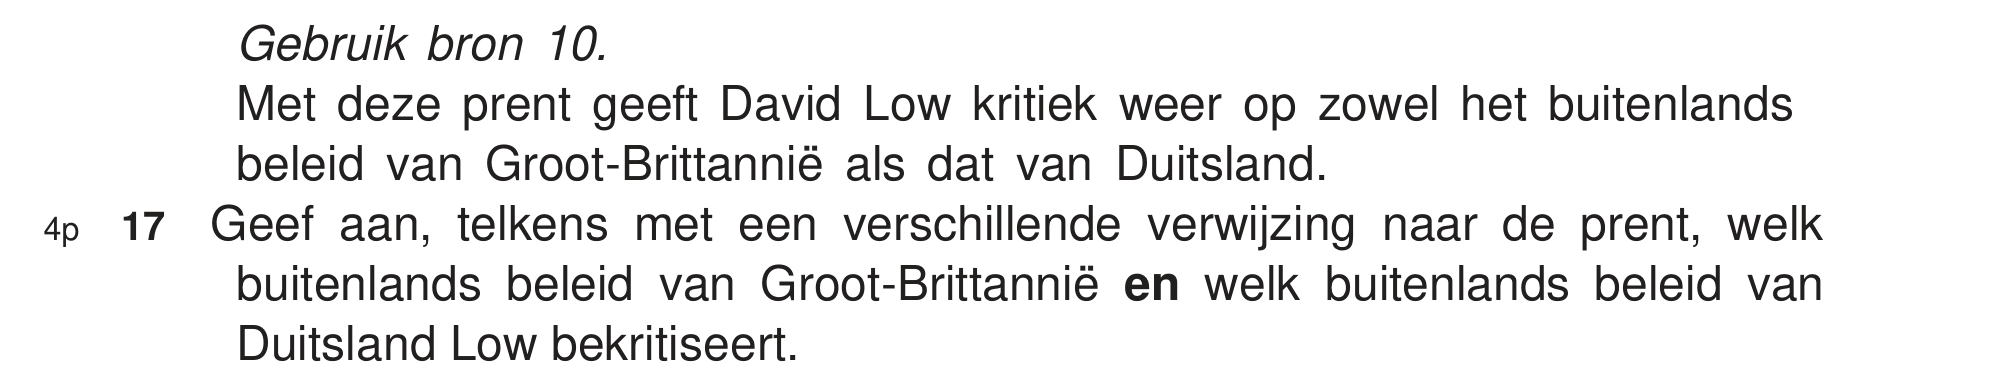 Gebruik bron 10.
Met deze prent geeft David Low kritiek weer op zowel het buitenlands
beleid van Groot-Brittannië als dat van Duitsland.
4p 17 Geef aan, telkens met een verschillende verwijzing naar de prent, welk
buitenlands beleid van Groot-Brittannië en welk buitenlands beleid van
Duitsland Low bekritiseert.